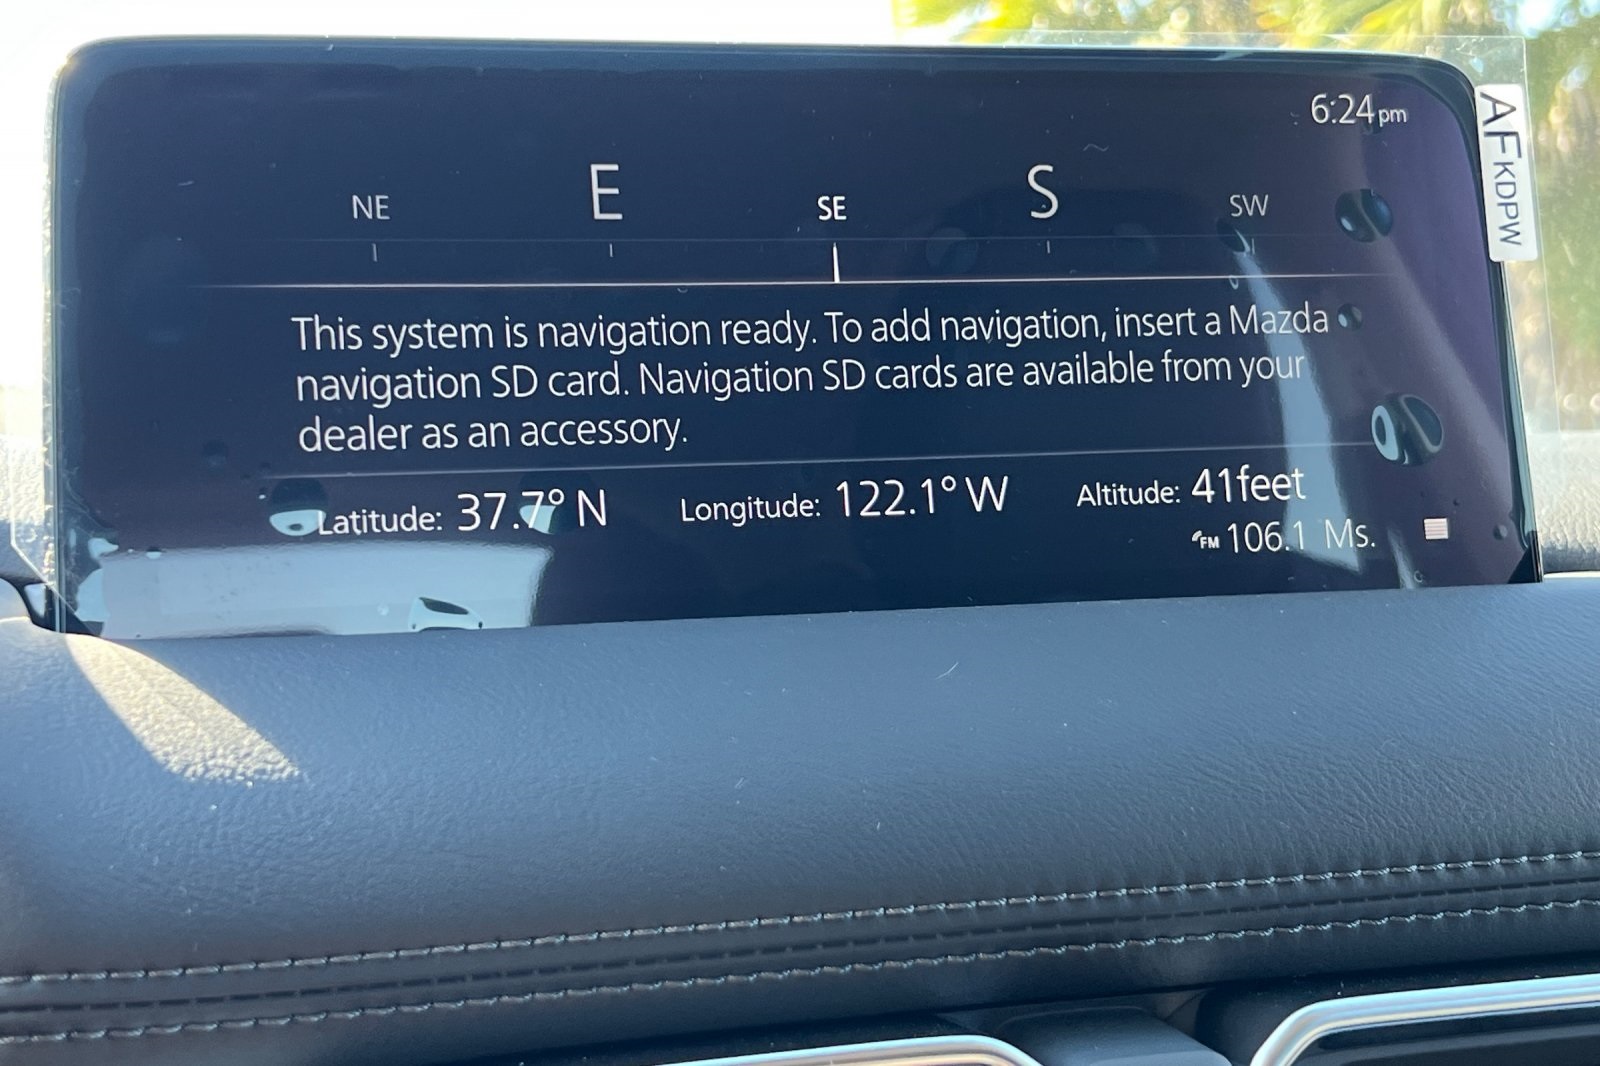 6:24pm
NE E SE S SW
This system is navigation ready. To add navigation, insert a Mazda
navigation SD card. Navigation SD cards are available from your
dealer as an accessory.
Latitude: 37.7° N Longitude: 122.1° W Altitude: 41feet
FM 106.1 Ms.
AFKDPW